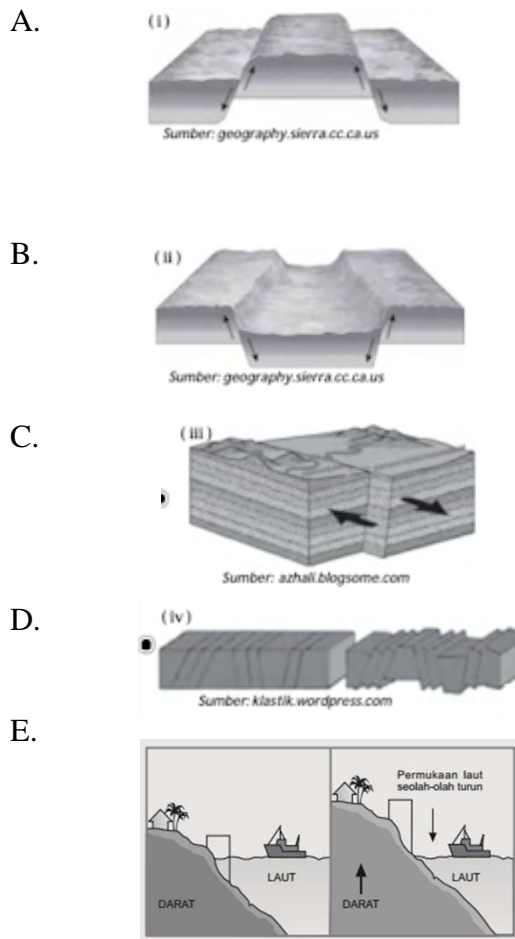 A.
(i)
Sumber: geography.sierra.cc.ca.us
B.
(ii)
Sumber: geography.sierra.cc.ca.us
C.
(iii)
Sumber: azhali.blogsome.com
D.
(iv)
Sumber: klastik.wordpress.com
E.
LAUT
DARAT
Permukaan laut
seolah-olah turun
LAUT
DARAT